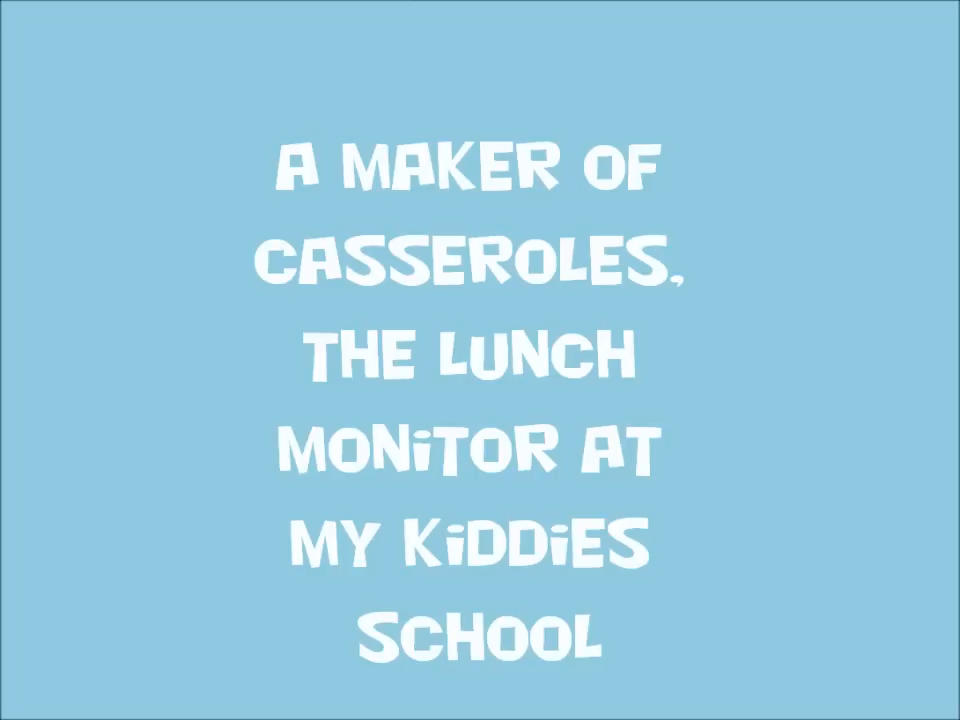 A MAKER OF
CASSEROLES,
THE LUNCH
MONiTOR AT
MY KiDDiES
SCHOOL